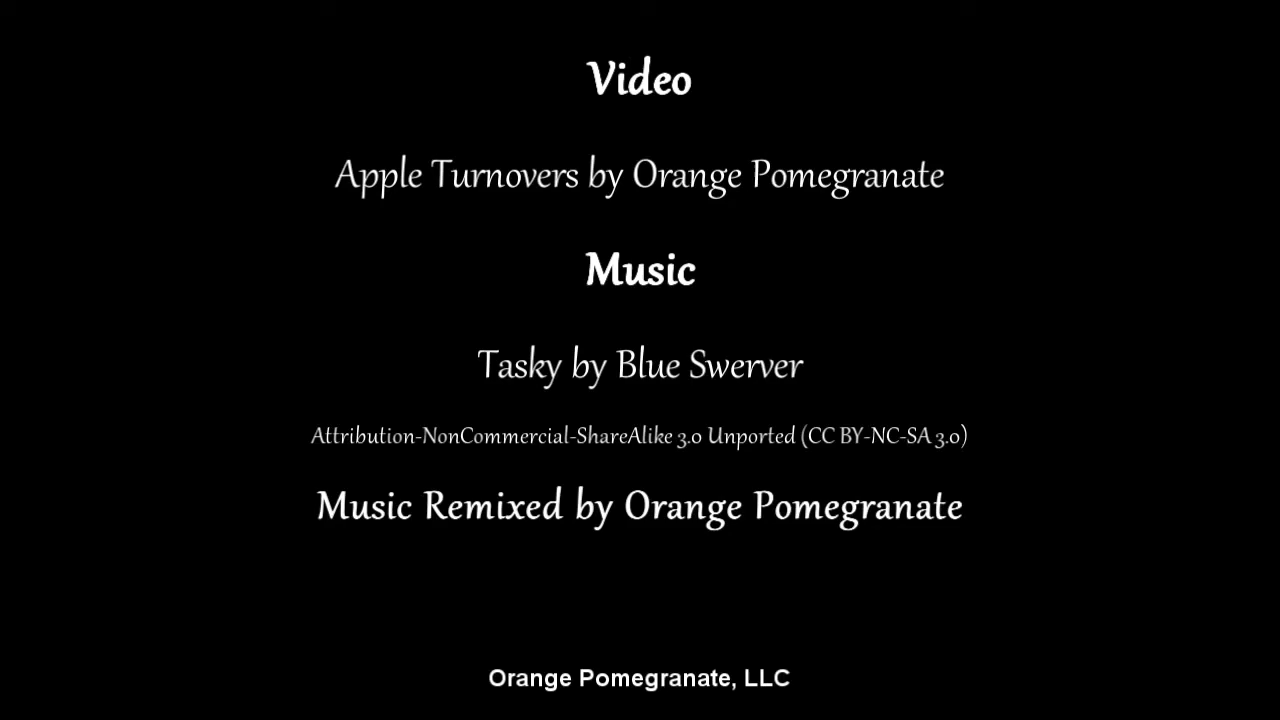 Video
Apple Turnovers by Orange Pomegranate
Music
Tasky by Blue Swerver
Attribution-NonCommercial-ShareAlike 3.0 Unported (CC BY-NC-SA 3.0)
Music Remixed by Orange Pomegranate
Orange Pomegranate, LLC